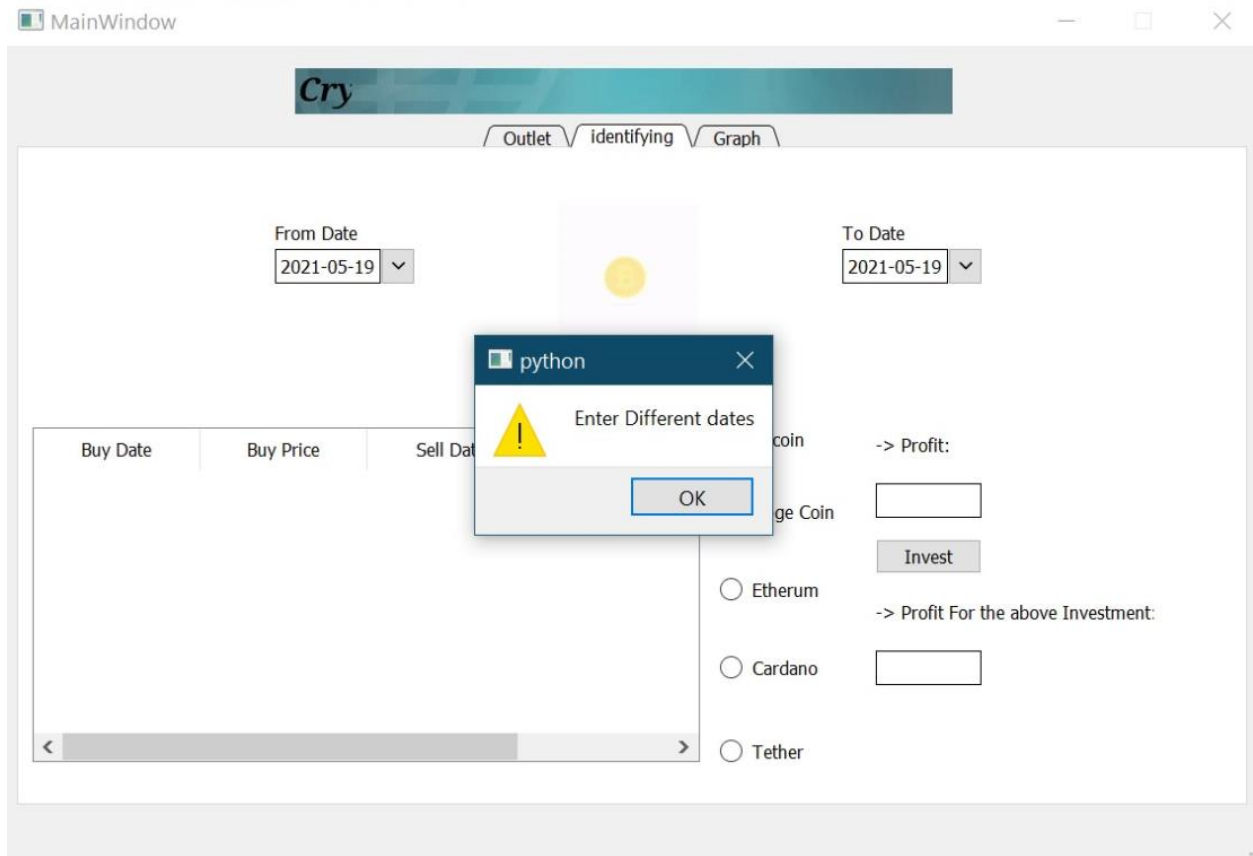 MainWindow
Cry
Outlet identifying Graph
From Date
To Date
2021-05-19
2021-05-19
python
Enter Different dates
OK
Buy Date Buy Price Sell Dat
coin
-> Profit:
ge Coin
Invest
Etherum
-> Profit For the above Investment:
Cardano
Tether